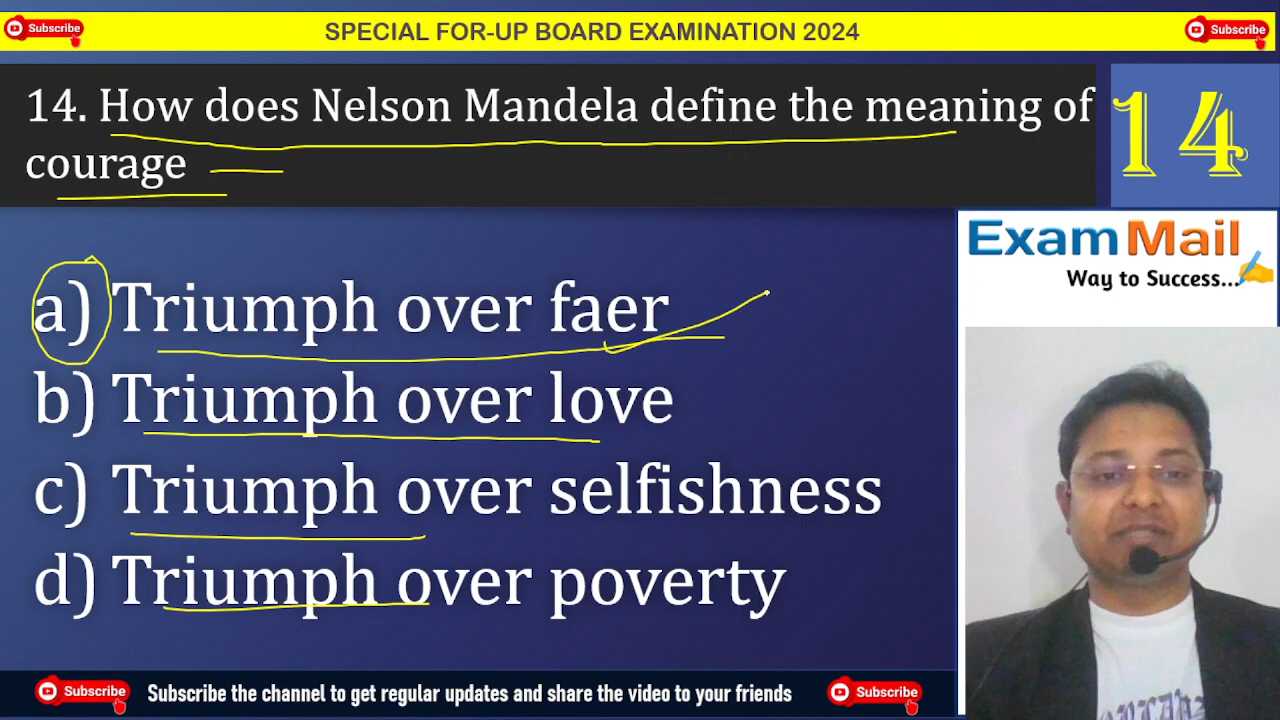 Subscribe
SPECIAL FOR-UP BOARD EXAMINATION 2024
Subscribe
14. How does Nelson Mandela define the meaning of
courage
14
Exam Mail
Way to Success...
a) Triumph over faer
b) Triumph over love
c) Triumph over selfishness
d) Triumph over poverty
Subscribe
Subscribe the channel to get regular updates and share the video to your friends
Subscribe